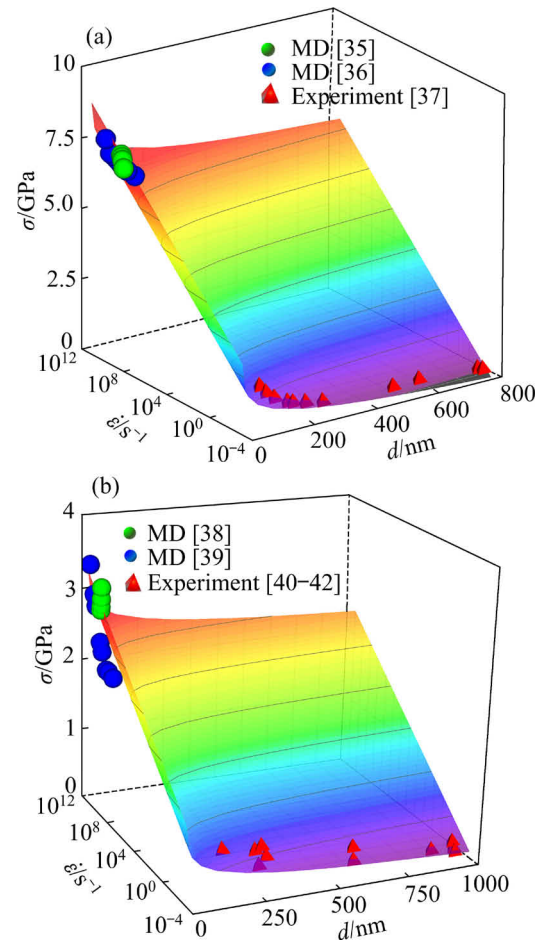 (a)
MD [35]
MD [36]
Experiment [37]
10
7.5
5.0
2.5
0
σ/GPa
10¹²
10⁸
10⁴
10⁰
10⁻⁴
ε̇/s⁻¹
0
200
400
600
800
d/nm
(b)
MD [38]
MD [39]
Experiment [40−42]
4
3
2
1
0
σ/GPa
10¹²
10⁸
10⁴
10⁰
10⁻⁴
ε̇/s⁻¹
0
250
500
750
1000
d/nm